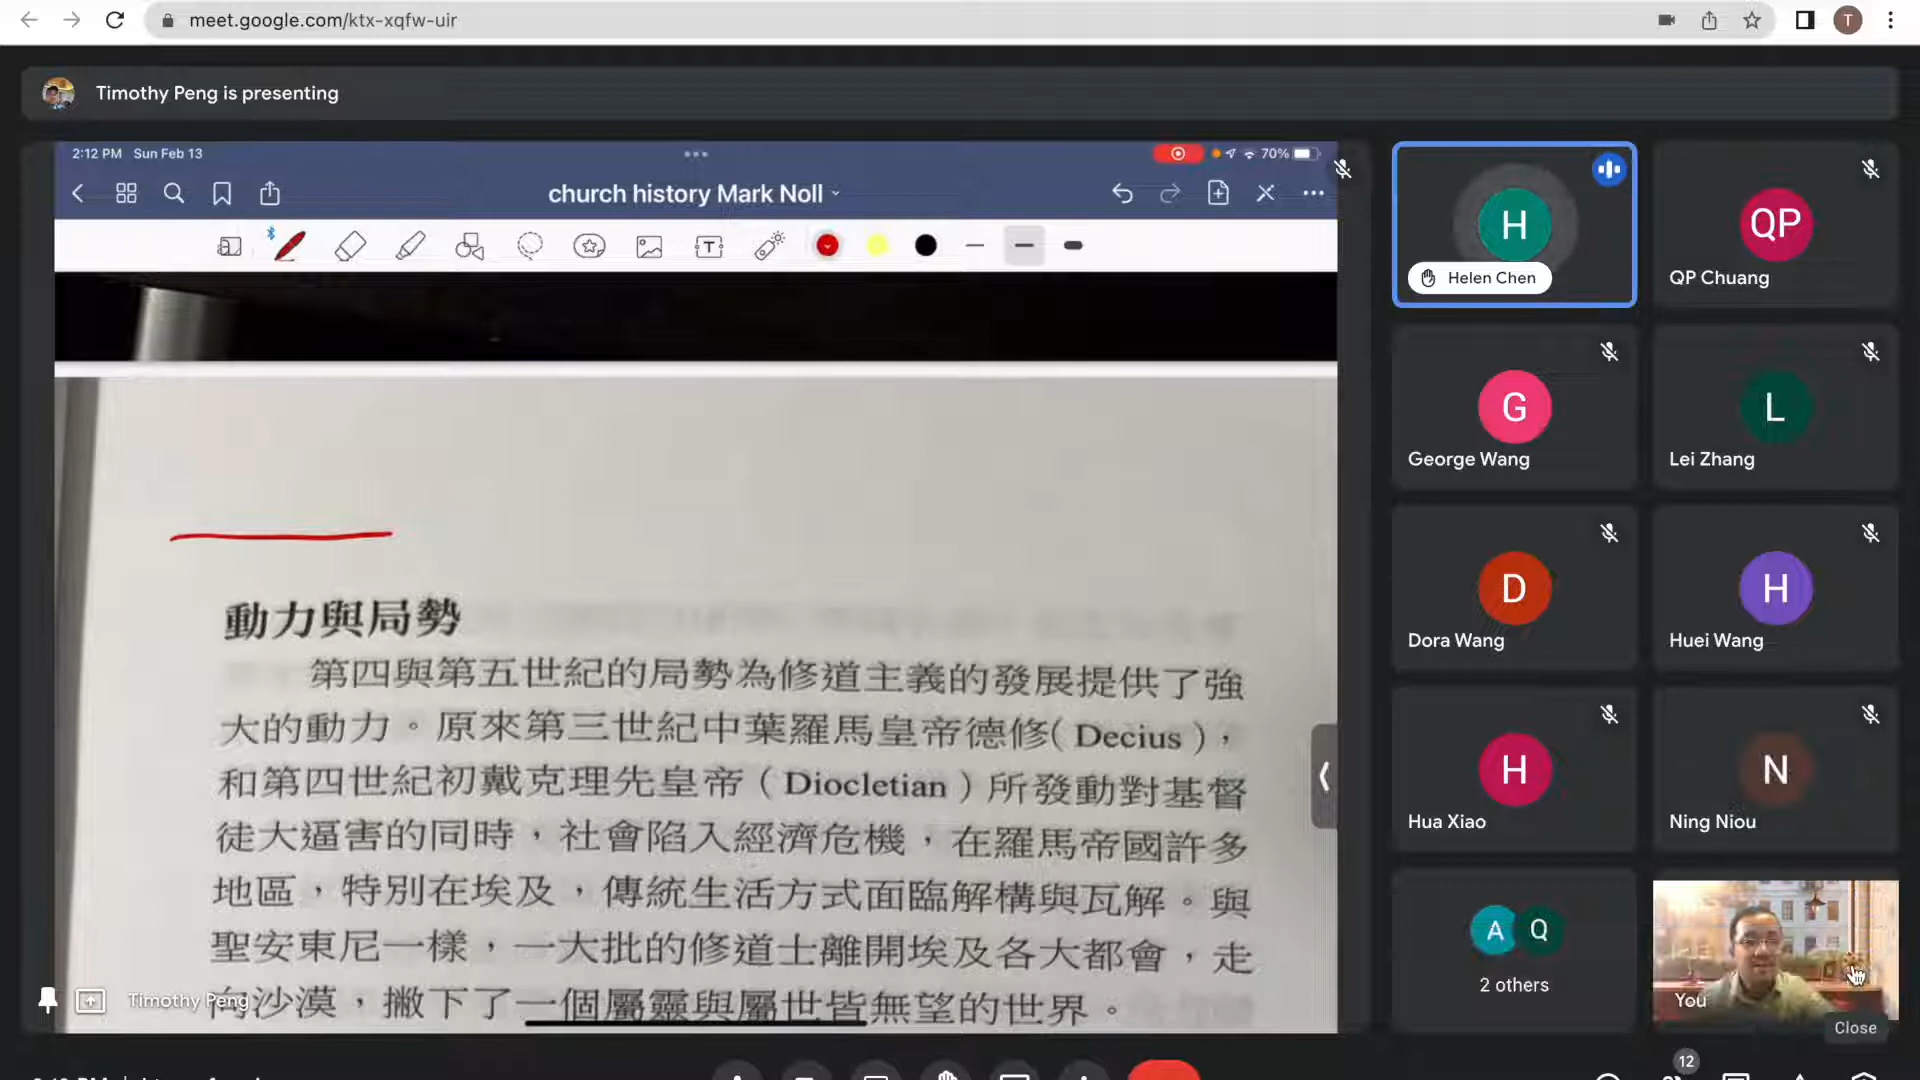 meet.google.com/ktx-xqfw-uir
T
Timothy Peng is presenting
2:12 PM Sun Feb 13
70%
church history Mark Noll
T
動力與局勢
第四與第五世紀的局勢為修道主義的發展提供了強
大的動力。原來第三世紀中葉羅馬皇帝德修(Decius),
和第四世紀初戴克理先皇帝(Diocletian)所發動對基督
徒大逼害的同時,社會陷入經濟危機,在羅馬帝國許多
地區,特別在埃及,傳統生活方式面臨解構與瓦解。與
聖安東尼一樣,一大批的修道士離開埃及各大都會,走
向沙漠,撇下了一個屬靈與屬世皆無望的世界。
Timothy Peng
H
Helen Chen
QP
QP Chuang
G
George Wang
L
Lei Zhang
D
Dora Wang
H
Huei Wang
H
Hua Xiao
N
Ning Niou
A Q
2 others
You
Close
12